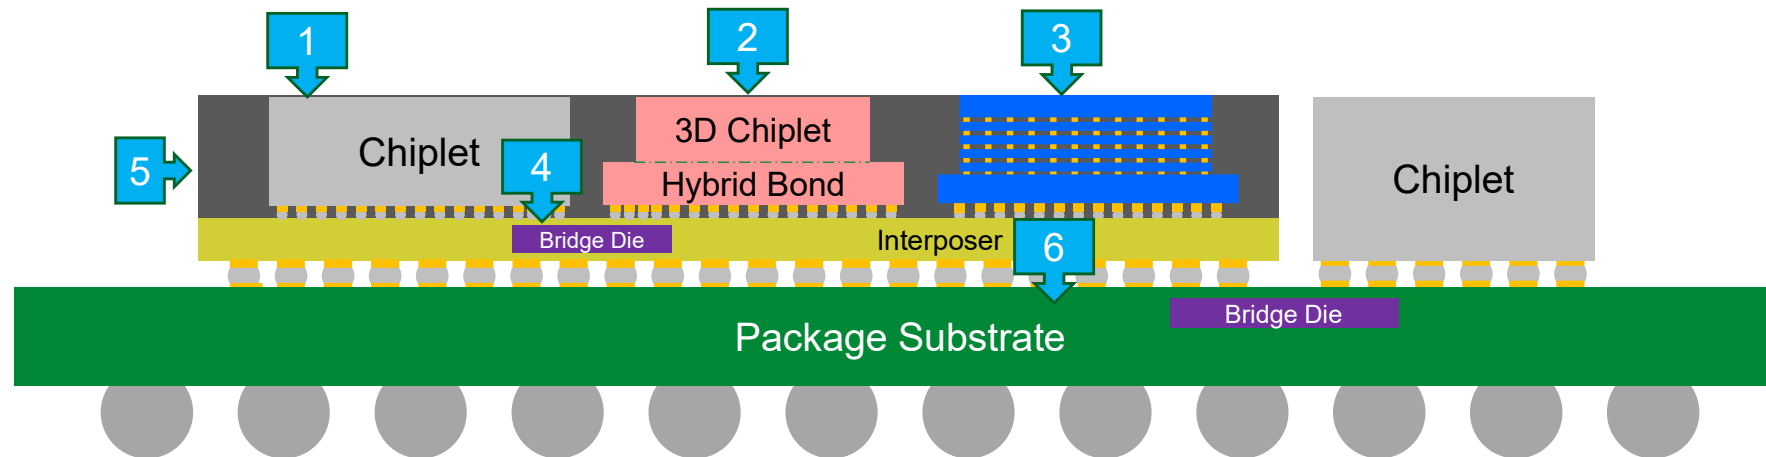 1
2
3
3D Chiplet
Chiplet
4
5
Hybrid Bond
Chiplet
Bridge Die
Interposer
6
Bridge Die
Package Substrate